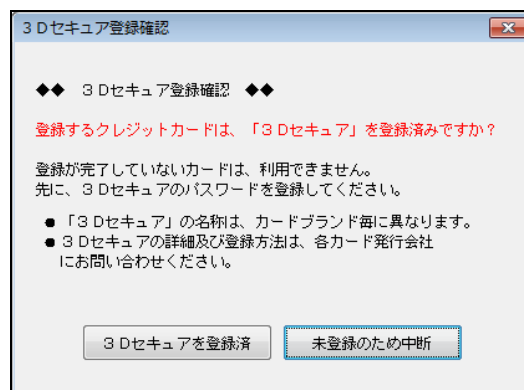 3Dセキュア登録確認
◆◆ 3Dセキュア登録確認 ◆◆
登録するクレジットカードは、「3Dセキュア」を登録済みですか?
登録が完了していないカードは、利用できません。
先に、3Dセキュアのパスワードを登録してください。
●「3Dセキュア」の名称は、カードブランド毎に異なります。
●3Dセキュアの詳細及び登録方法は、各カード発行会社
にお問い合わせください。
3Dセキュアを登録済
未登録のため中断